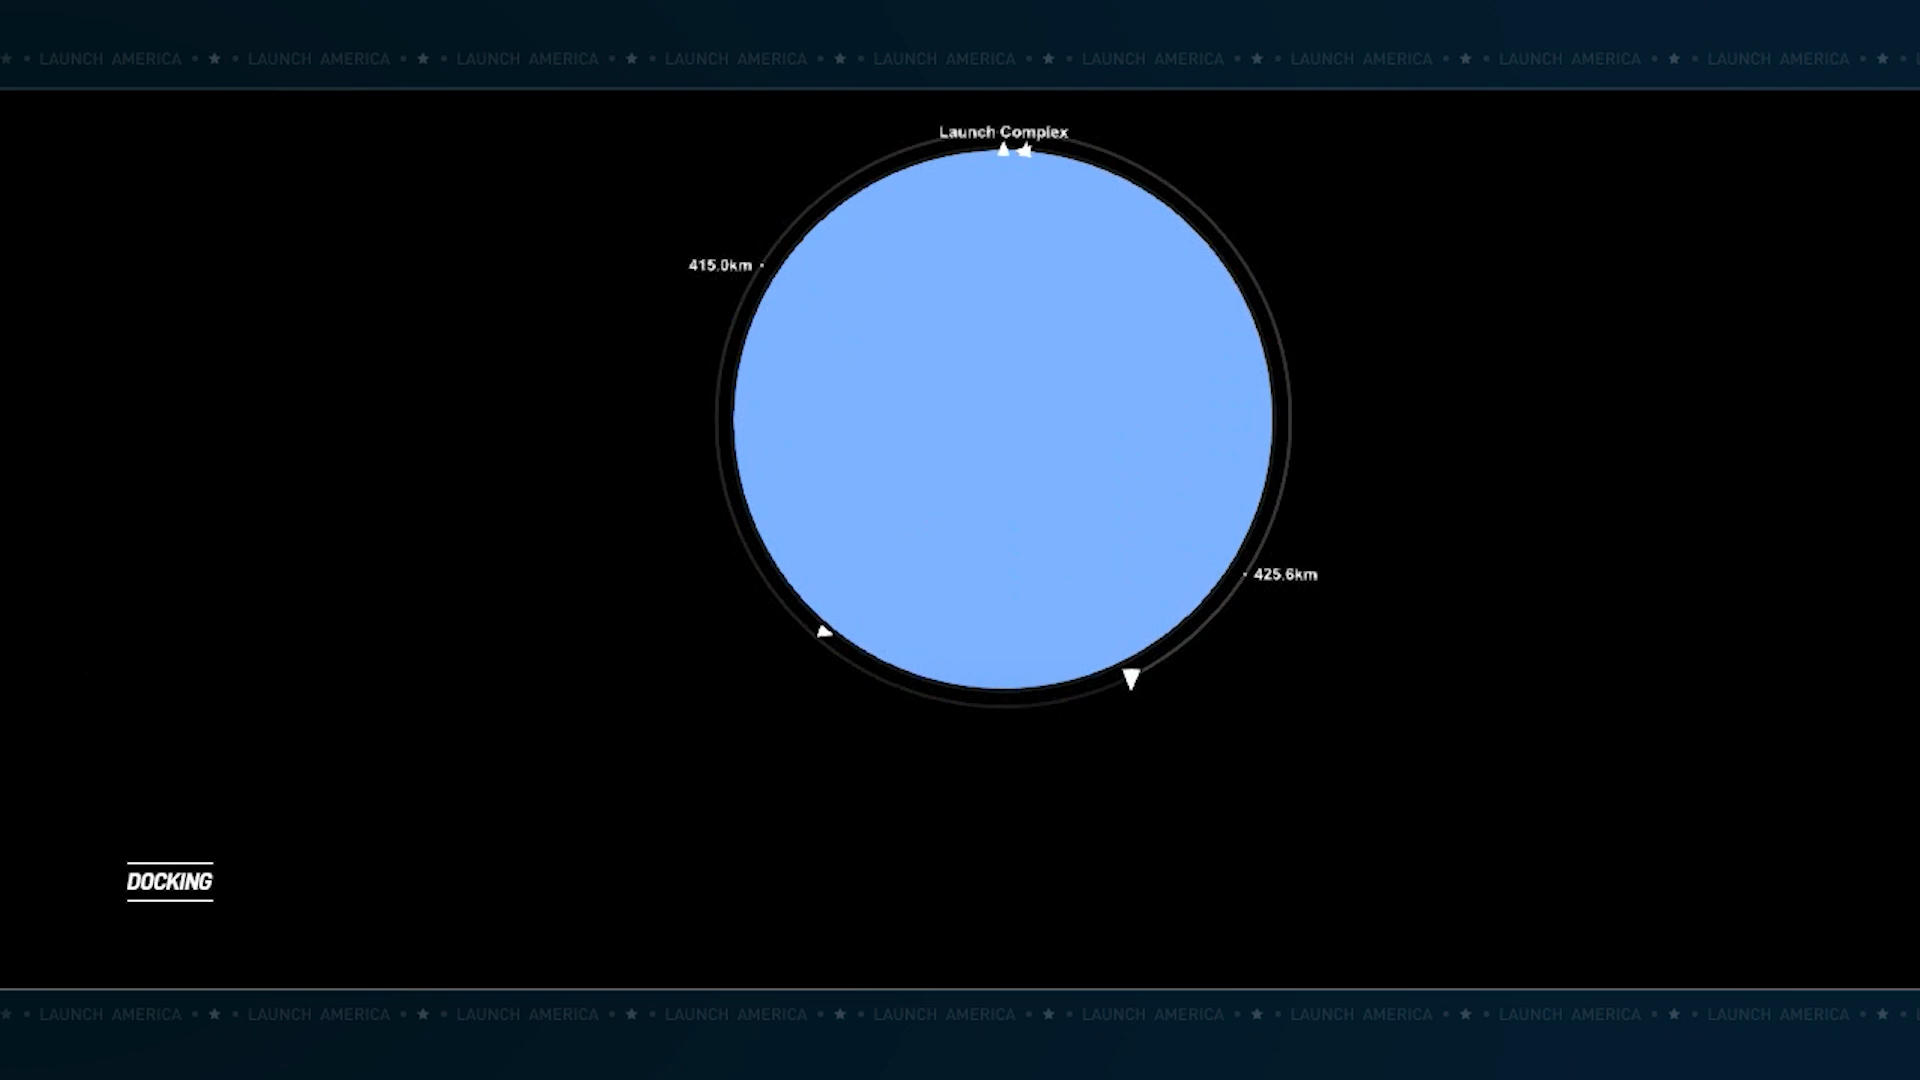 ★ • LAUNCH AMERICA • ★ • LAUNCH AMERICA • ★ • LAUNCH AMERICA • ★ • LAUNCH AMERICA • ★ • LAUNCH AMERICA • ★ • LAUNCH AMERICA • ★ • LAUNCH AMERICA • ★ • LAUNCH AMERICA • ★ • LAUNCH AMERICA • ★ •
Launch Complex
415.0km
425.6km
DOCKING
★ • LAUNCH AMERICA • ★ • LAUNCH AMERICA • ★ • LAUNCH AMERICA • ★ • LAUNCH AMERICA • ★ • LAUNCH AMERICA • ★ • LAUNCH AMERICA • ★ • LAUNCH AMERICA • ★ • LAUNCH AMERICA • ★ • LAUNCH AMERICA • ★ •